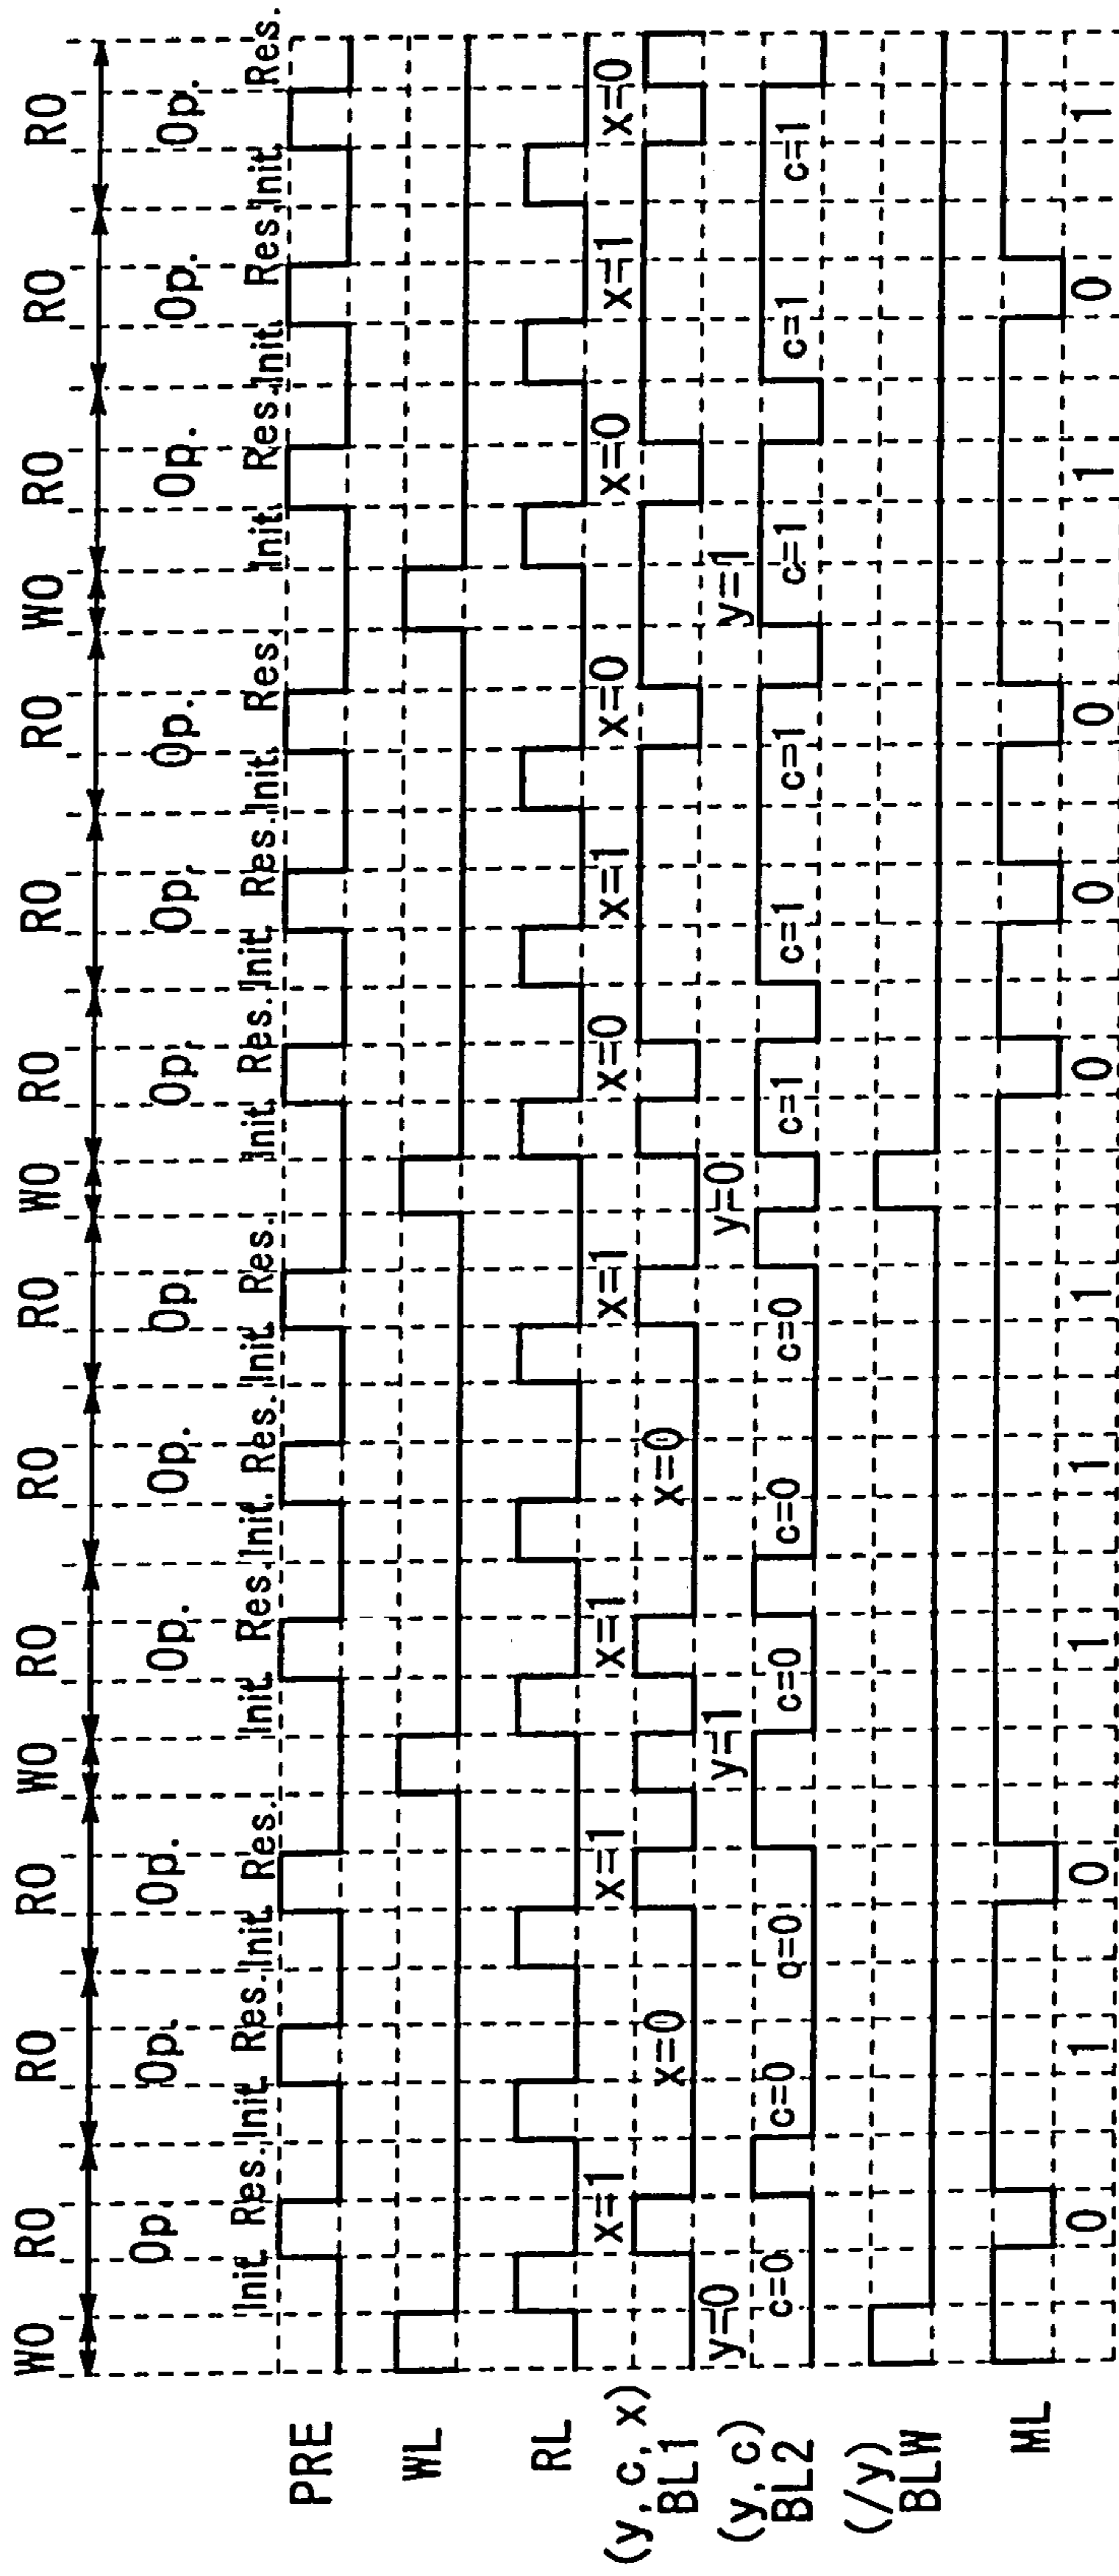 WO RO RO RO WO RO RO RO WO RO RO RO WO RO RO RO
Op. Op. Op. Op. Op. Op. Op. Op. Op. Op. Op. Op.
Init. Res. Init. Res. Init. Res. Init. Res. Init. Res. Init. Res. Init. Res. Init. Res. Init. Res. Init. Res. Init. Res. Init. Res.
PRE
WL
RL
x=1 x=0 x=1 x=1 x=0 x=1 x=0 x=1 x=0 x=0 x=1 x=0
(y, c, x)
BL1
y=0 y=1 y=0 y=1
(y, c)
BL2
c=0 c=0 c=0 c=0 c=0 c=0 c=1 c=1 c=1 c=1 c=1 c=1
(/y)
BLW
ML
0 1 0 1 1 1 0 0 0 1 0 1